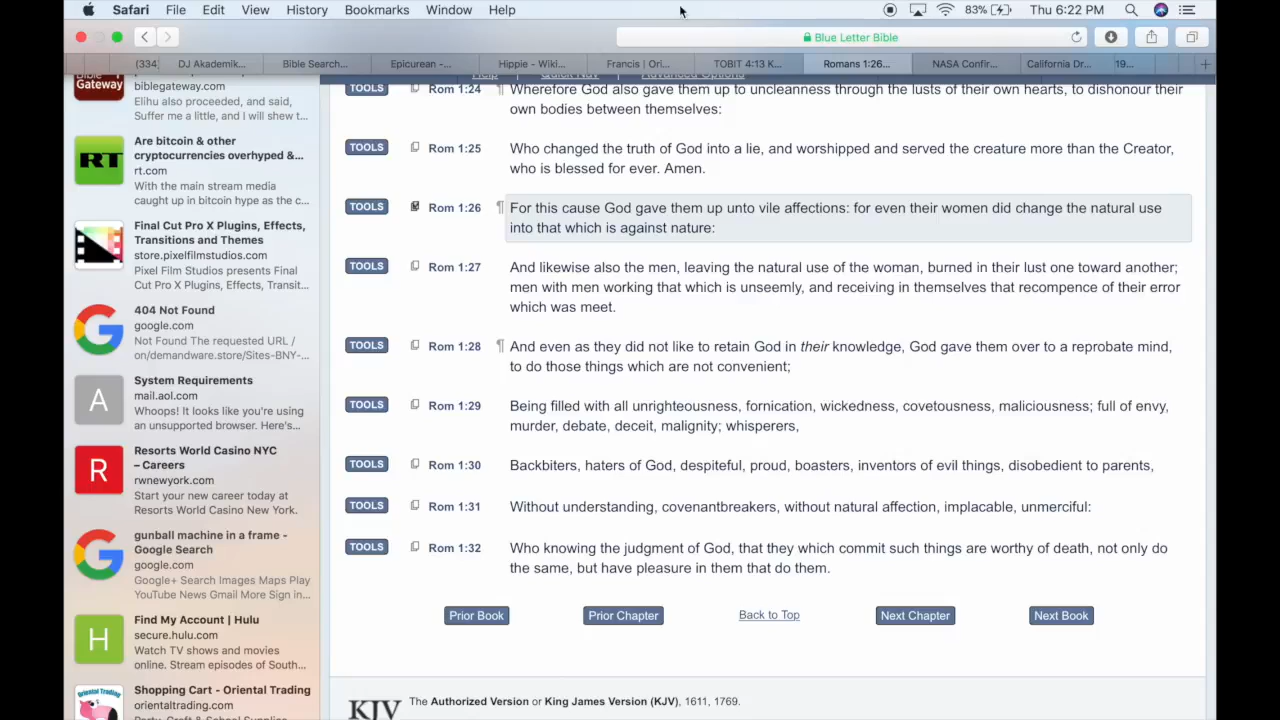 Safari File Edit View History Bookmarks Window Help 83% Thu 6:22 PM
Blue Letter Bible
(334 DJ Akademik... Bible Search... Epicurean -... Hippie - Wiki... Francis | Ori... TOBIT 4:13 K... Romans 1:26... NASA Confir... California Dr... 19...
Help Quick Nav Advanced Options
Bible Gateway
biblegateway.com
Elihu also proceeded, and said,
Suffer me a little, and I will shew t...
RT
Are bitcoin & other
cryptocurrencies overhyped &...
rt.com
With the main stream media
caught up in bitcoin hype as the c...
Final Cut Pro X Plugins, Effects,
Transitions and Themes
store.pixelfilmstudios.com
Pixel Film Studios presents Final
Cut Pro X Plugins, Effects, Transit...
404 Not Found
google.com
Not Found The requested URL /
on/demandware.store/Sites-BNY-...
A
System Requirements
mail.aol.com
Whoops! It looks like you're using
an unsupported browser. Here's...
R
Resorts World Casino NYC
– Careers
rwnewyork.com
Start your new career today at
Resorts World Casino New York.
gunball machine in a frame -
Google Search
google.com
Google+ Search Images Maps Play
YouTube News Gmail More Sign in...
H
Find My Account | Hulu
secure.hulu.com
Watch TV shows and movies
online. Stream episodes of South...
Oriental Trading
Shopping Cart - Oriental Trading
orientaltrading.com
TOOLS Rom 1:24 ¶ Wherefore God also gave them up to uncleanness through the lusts of their own hearts, to dishonour their
own bodies between themselves:
TOOLS Rom 1:25 Who changed the truth of God into a lie, and worshipped and served the creature more than the Creator,
who is blessed for ever. Amen.
TOOLS Rom 1:26 ¶ For this cause God gave them up unto vile affections: for even their women did change the natural use
into that which is against nature:
TOOLS Rom 1:27 And likewise also the men, leaving the natural use of the woman, burned in their lust one toward another;
men with men working that which is unseemly, and receiving in themselves that recompence of their error
which was meet.
TOOLS Rom 1:28 ¶ And even as they did not like to retain God in their knowledge, God gave them over to a reprobate mind,
to do those things which are not convenient;
TOOLS Rom 1:29 Being filled with all unrighteousness, fornication, wickedness, covetousness, maliciousness; full of envy,
murder, debate, deceit, malignity; whisperers,
TOOLS Rom 1:30 Backbiters, haters of God, despiteful, proud, boasters, inventors of evil things, disobedient to parents,
TOOLS Rom 1:31 Without understanding, covenantbreakers, without natural affection, implacable, unmerciful:
TOOLS Rom 1:32 Who knowing the judgment of God, that they which commit such things are worthy of death, not only do
the same, but have pleasure in them that do them.
Prior Book Prior Chapter Back to Top Next Chapter Next Book
KJV The Authorized Version or King James Version (KJV), 1611, 1769.